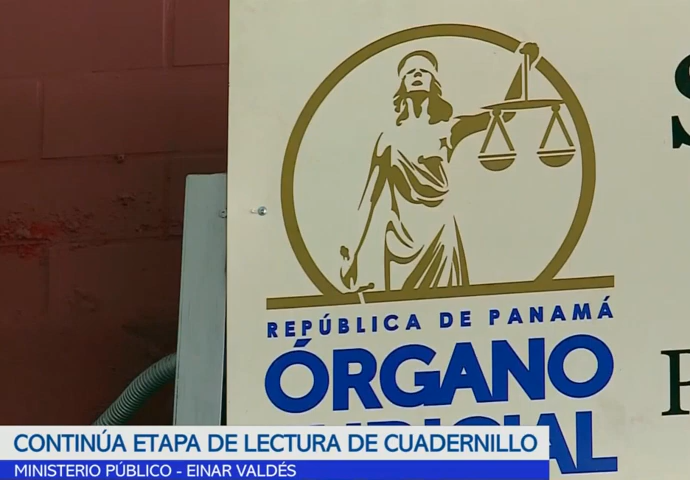 REPÚBLICA DE PANAMÁ
ÓRGANO
CONTINÚA ETAPA DE LECTURA DE CUADERNILLO
MINISTERIO PÚBLICO - EINAR VALDÉS